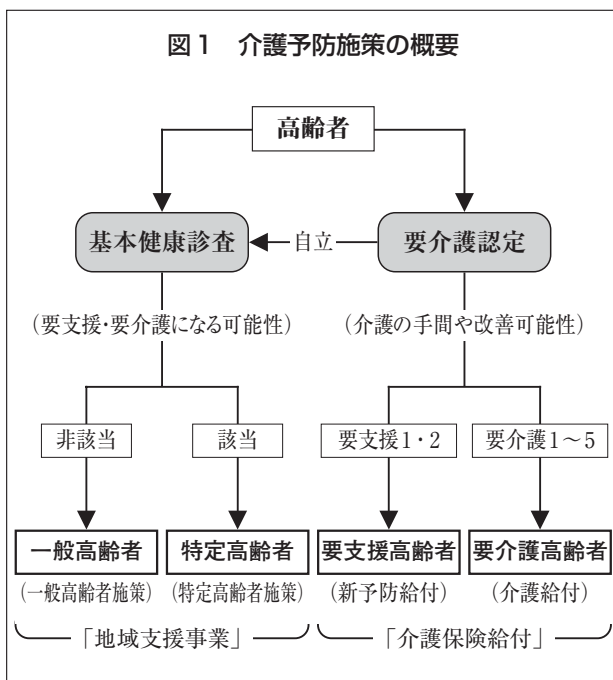 図1 介護予防施策の概要
高齢者
基本健康診査
自立
要介護認定
(要支援・要介護になる可能性)
(介護の手間や改善可能性)
非該当
該当
要支援1・2
要介護1〜5
一般高齢者
特定高齢者
要支援高齢者
要介護高齢者
(一般高齢者施策)
(特定高齢者施策)
(新予防給付)
(介護給付)
「地域支援事業」
「介護保険給付」